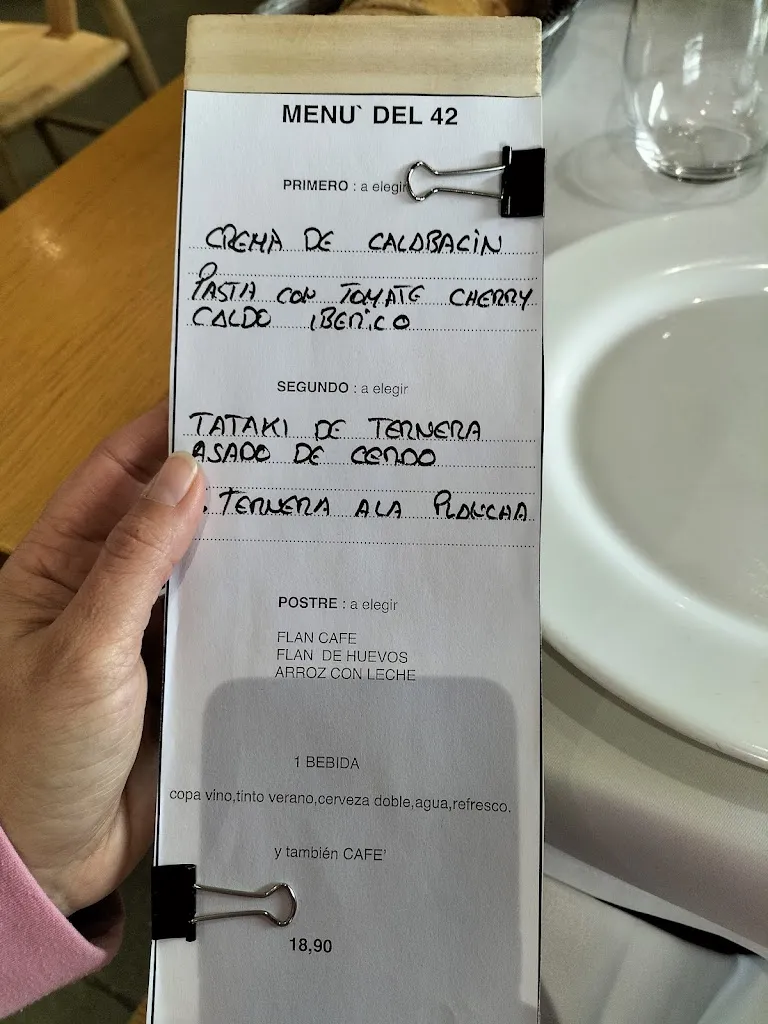 MENU` DEL 42
PRIMERO : a elegir
CREMA DE CALABACIN
PASTA CON TOMATE CHERRY
CALDO IBERICO
SEGUNDO : a elegir
TATAKI DE TERNERA
ASADO DE CERDO
TERNERA A LA PLANCHA
POSTRE : a elegir
FLAN CAFE
FLAN DE HUEVOS
ARROZ CON LECHE
1 BEBIDA
copa vino,tinto verano,cerveza doble,agua,refresco.
y también CAFE'
18,90